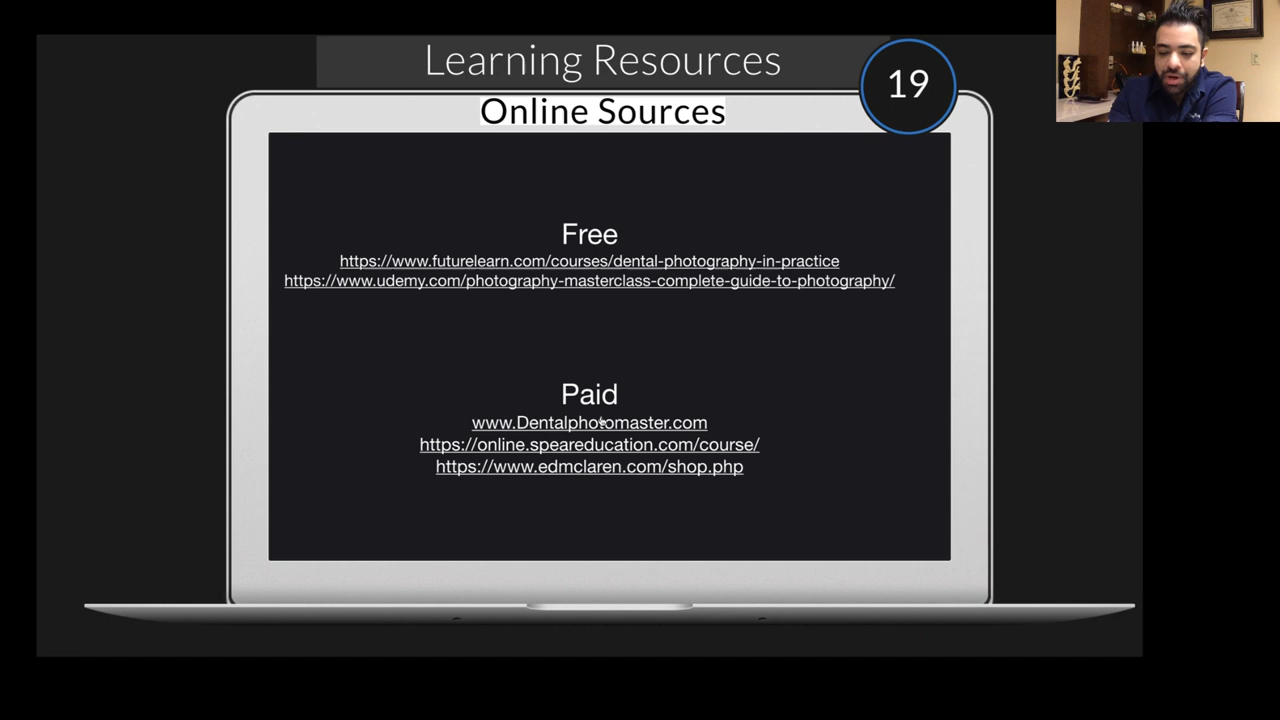 Learning Resources
19
Online Sources
Free
https://www.futurelearn.com/courses/dental-photography-in-practice
https://www.udemy.com/photography-masterclass-complete-guide-to-photography/
Paid
www.Dentalphotomaster.com
https://online.speareducation.com/course/
https://www.edmclaren.com/shop.php